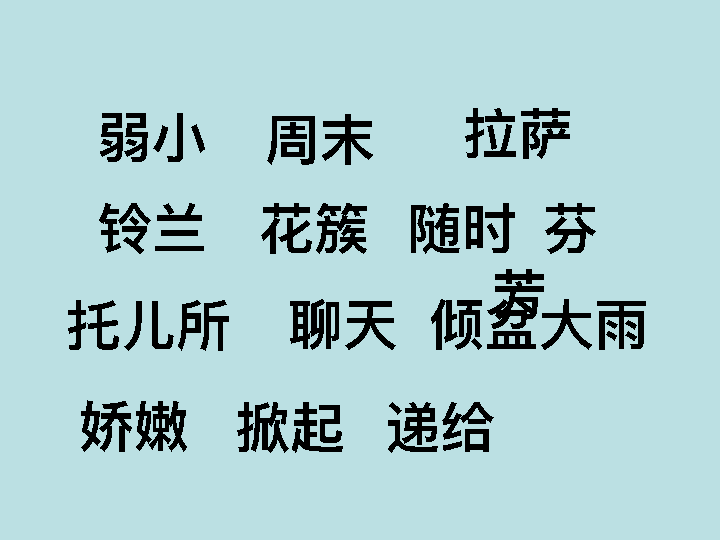 弱小 周末 拉萨
铃兰 花簇 随时 芬
芳
托儿所 聊天 倾盆大雨
娇嫩 掀起 递给